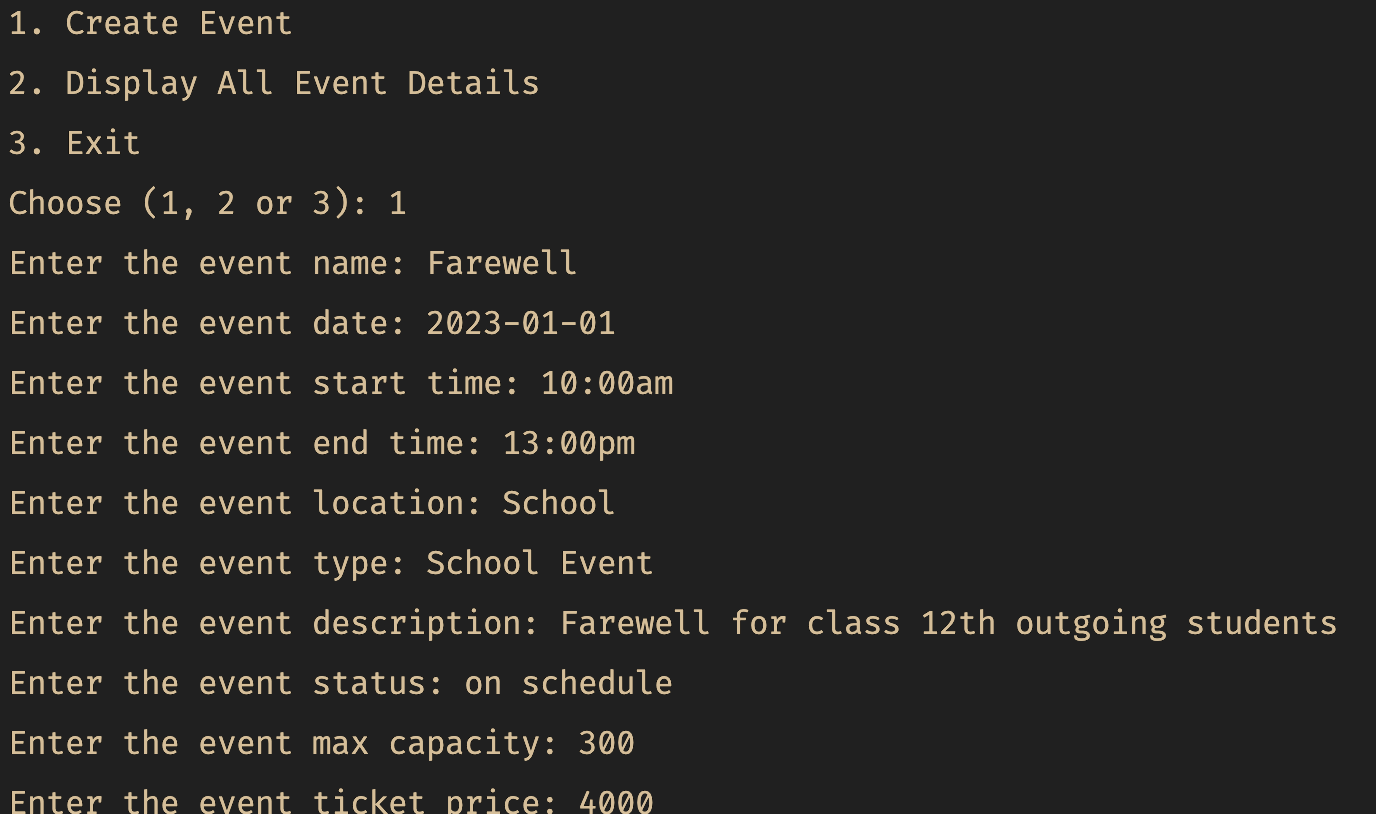 1. Create Event
2. Display All Event Details
3. Exit
Choose (1, 2 or 3): 1
Enter the event name: Farewell
Enter the event date: 2023-01-01
Enter the event start time: 10:00am
Enter the event end time: 13:00pm
Enter the event location: School
Enter the event type: School Event
Enter the event description: Farewell for class 12th outgoing students
Enter the event status: on schedule
Enter the event max capacity: 300
Enter the event ticket price: 4000